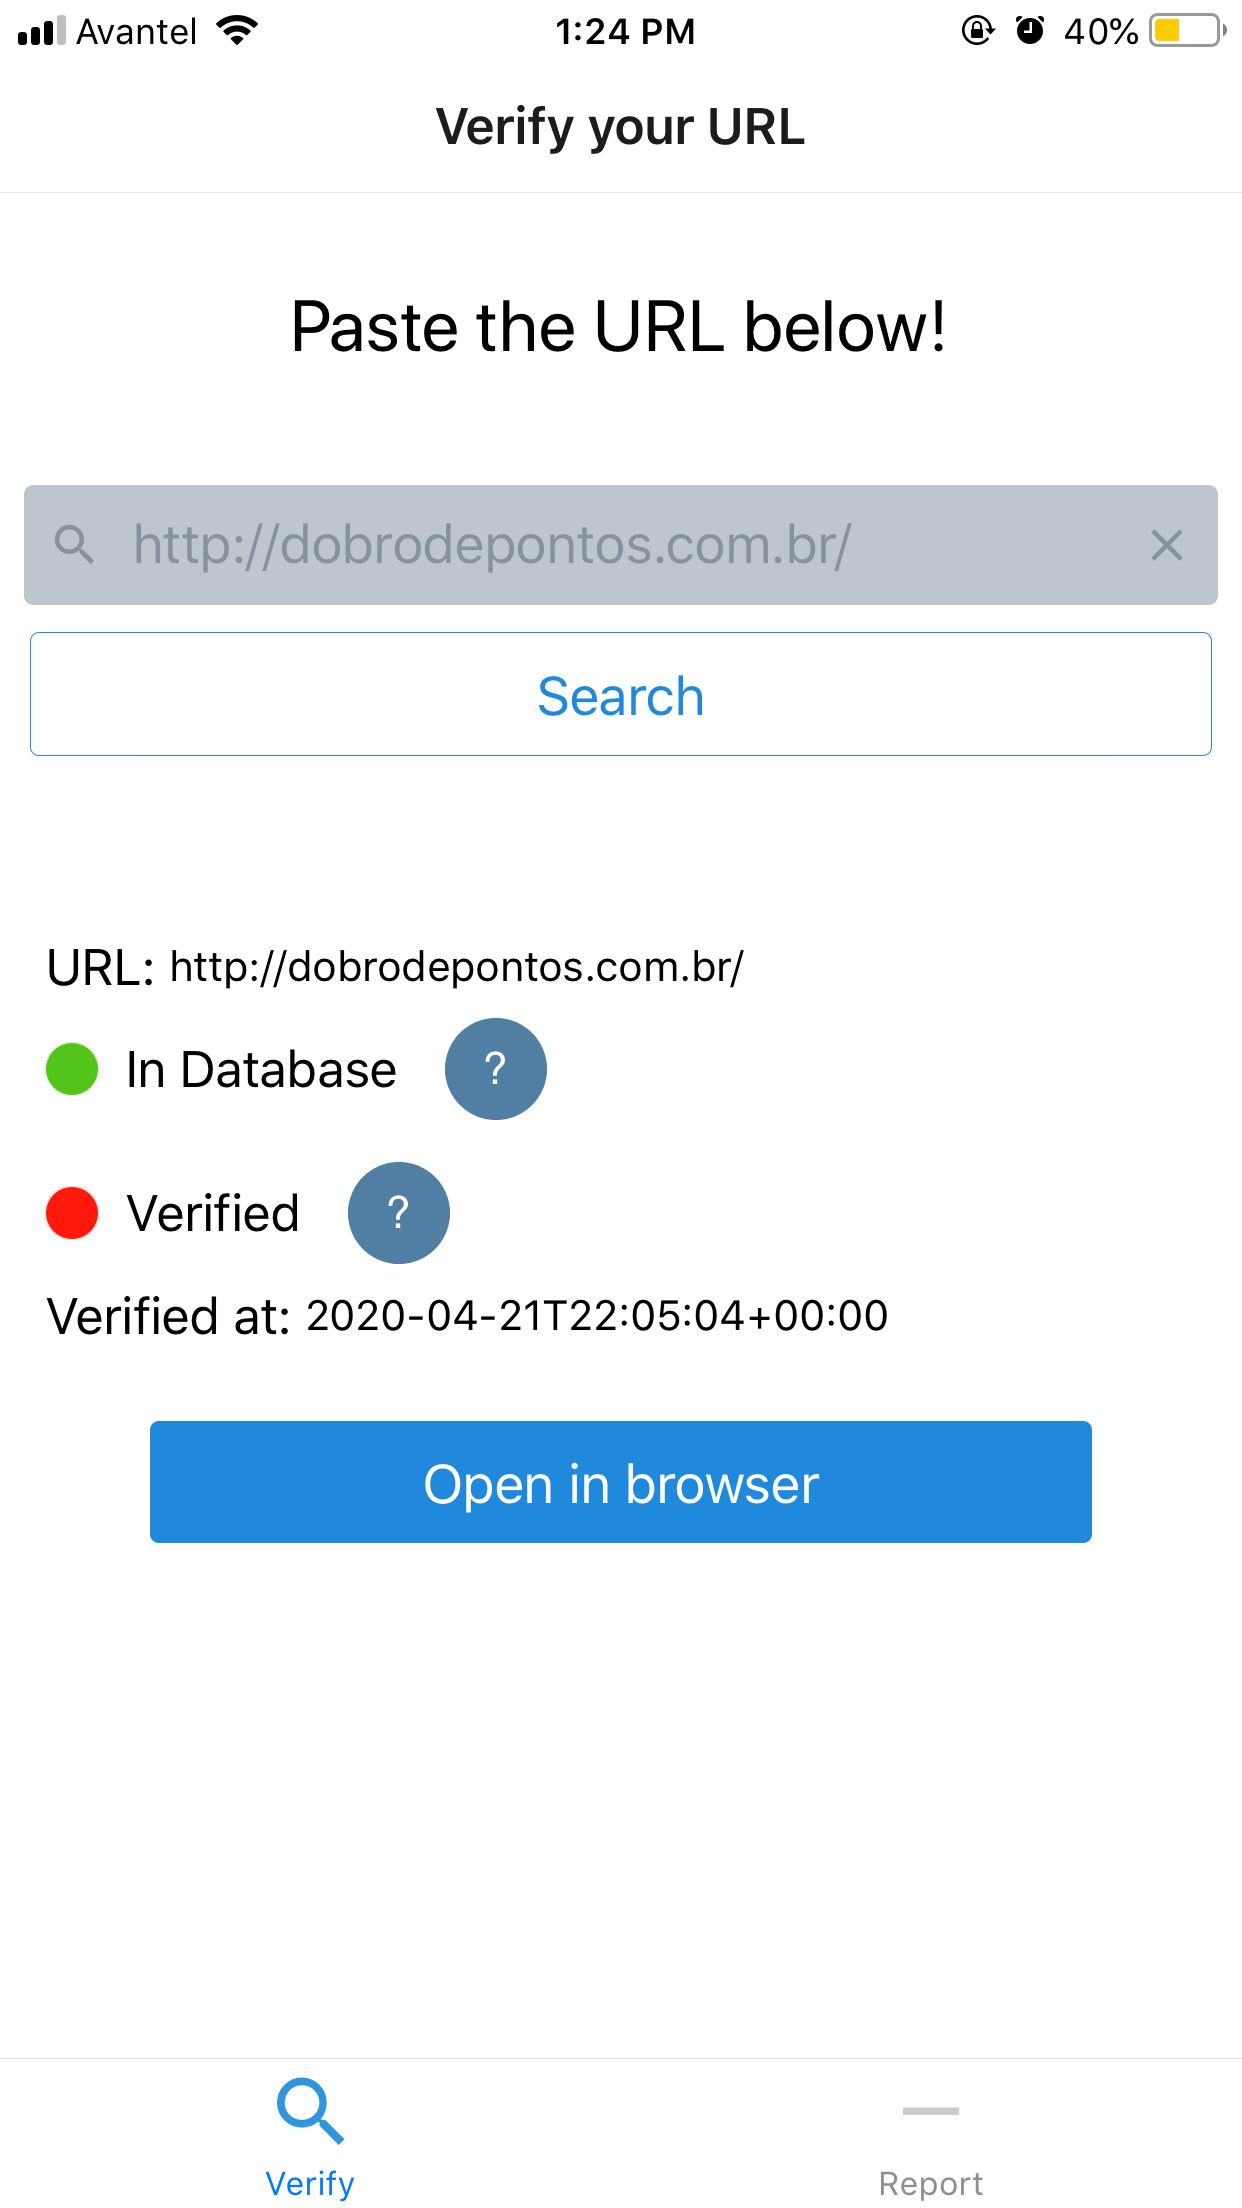 Avantel 1:24 PM 40%
Verify your URL
Paste the URL below!
http://dobrodepontos.com.br/
Search
URL: http://dobrodepontos.com.br/
In Database ?
Verified ?
Verified at: 2020-04-21T22:05:04+00:00
Open in browser
Verify Report